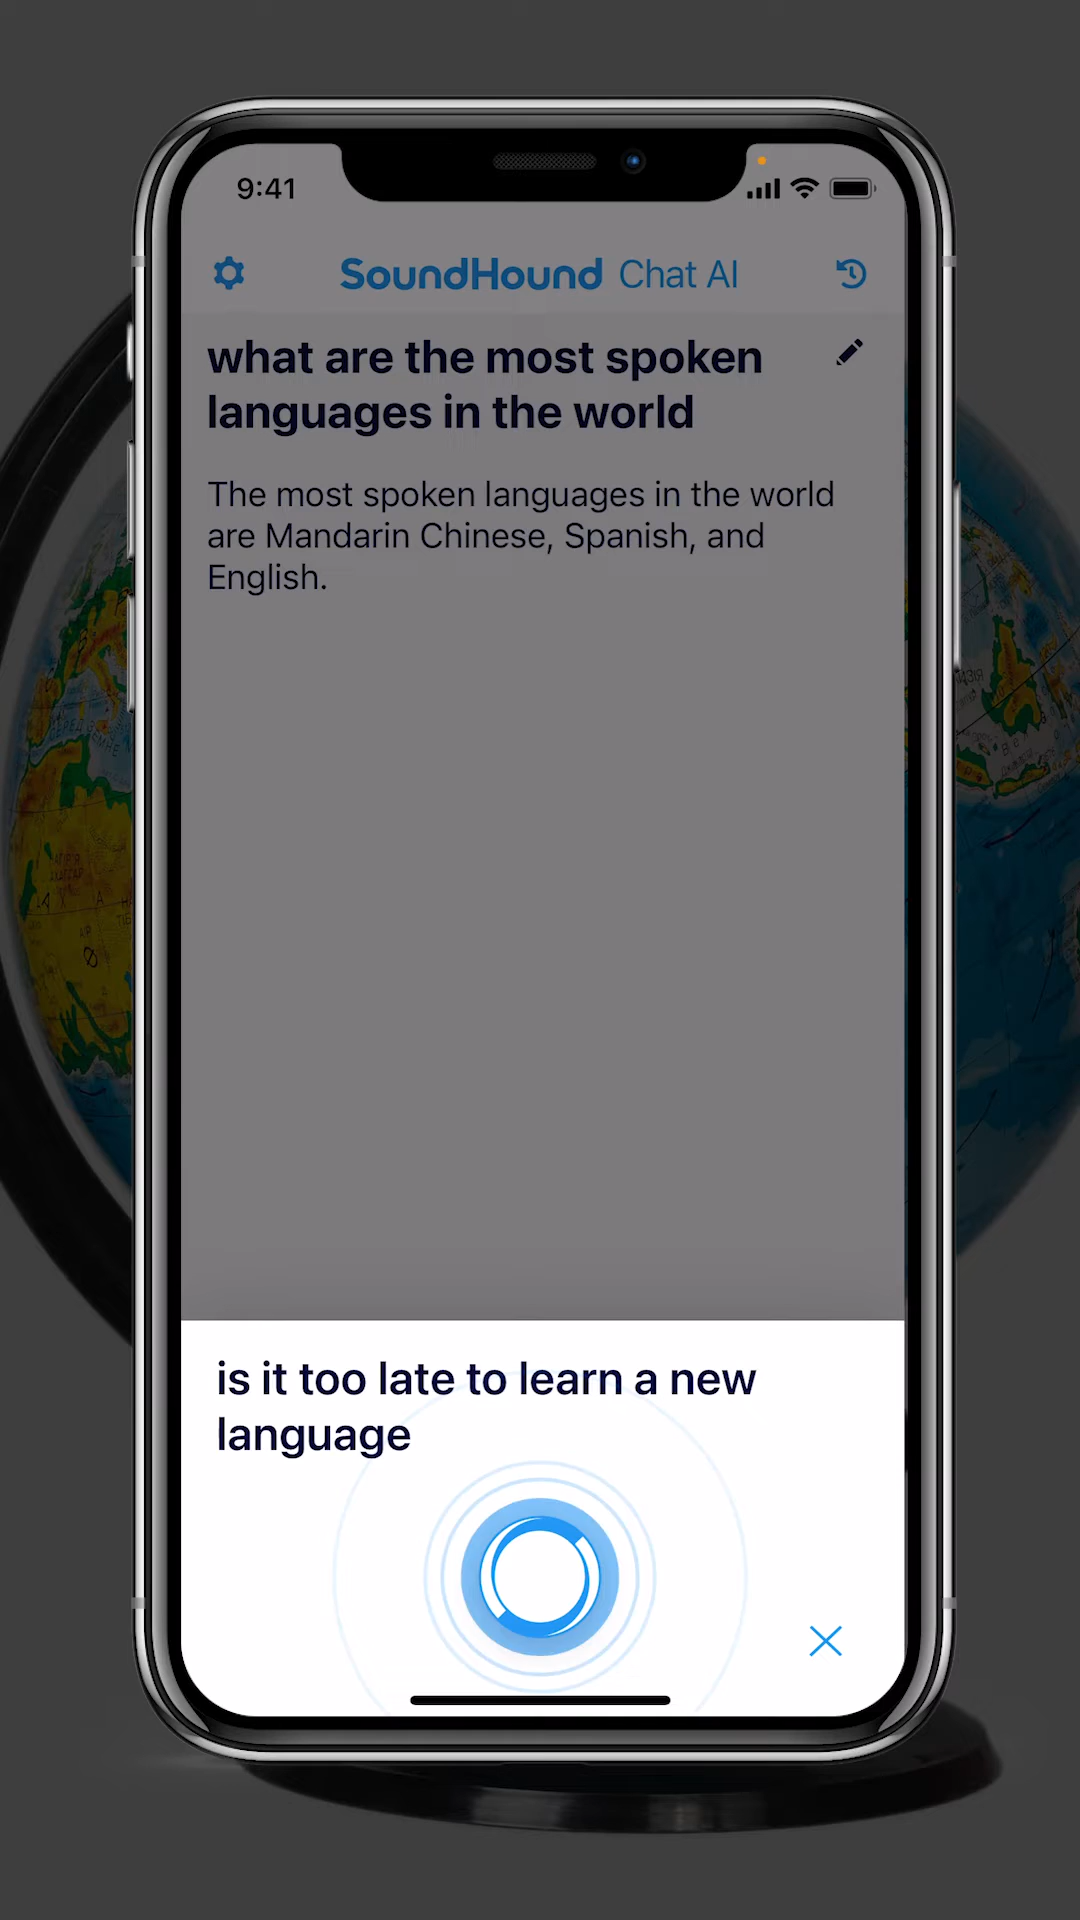 9:41
SoundHound Chat AI
what are the most spoken
languages in the world
The most spoken languages in the world
are Mandarin Chinese, Spanish, and
English.
is it too late to learn a new
language